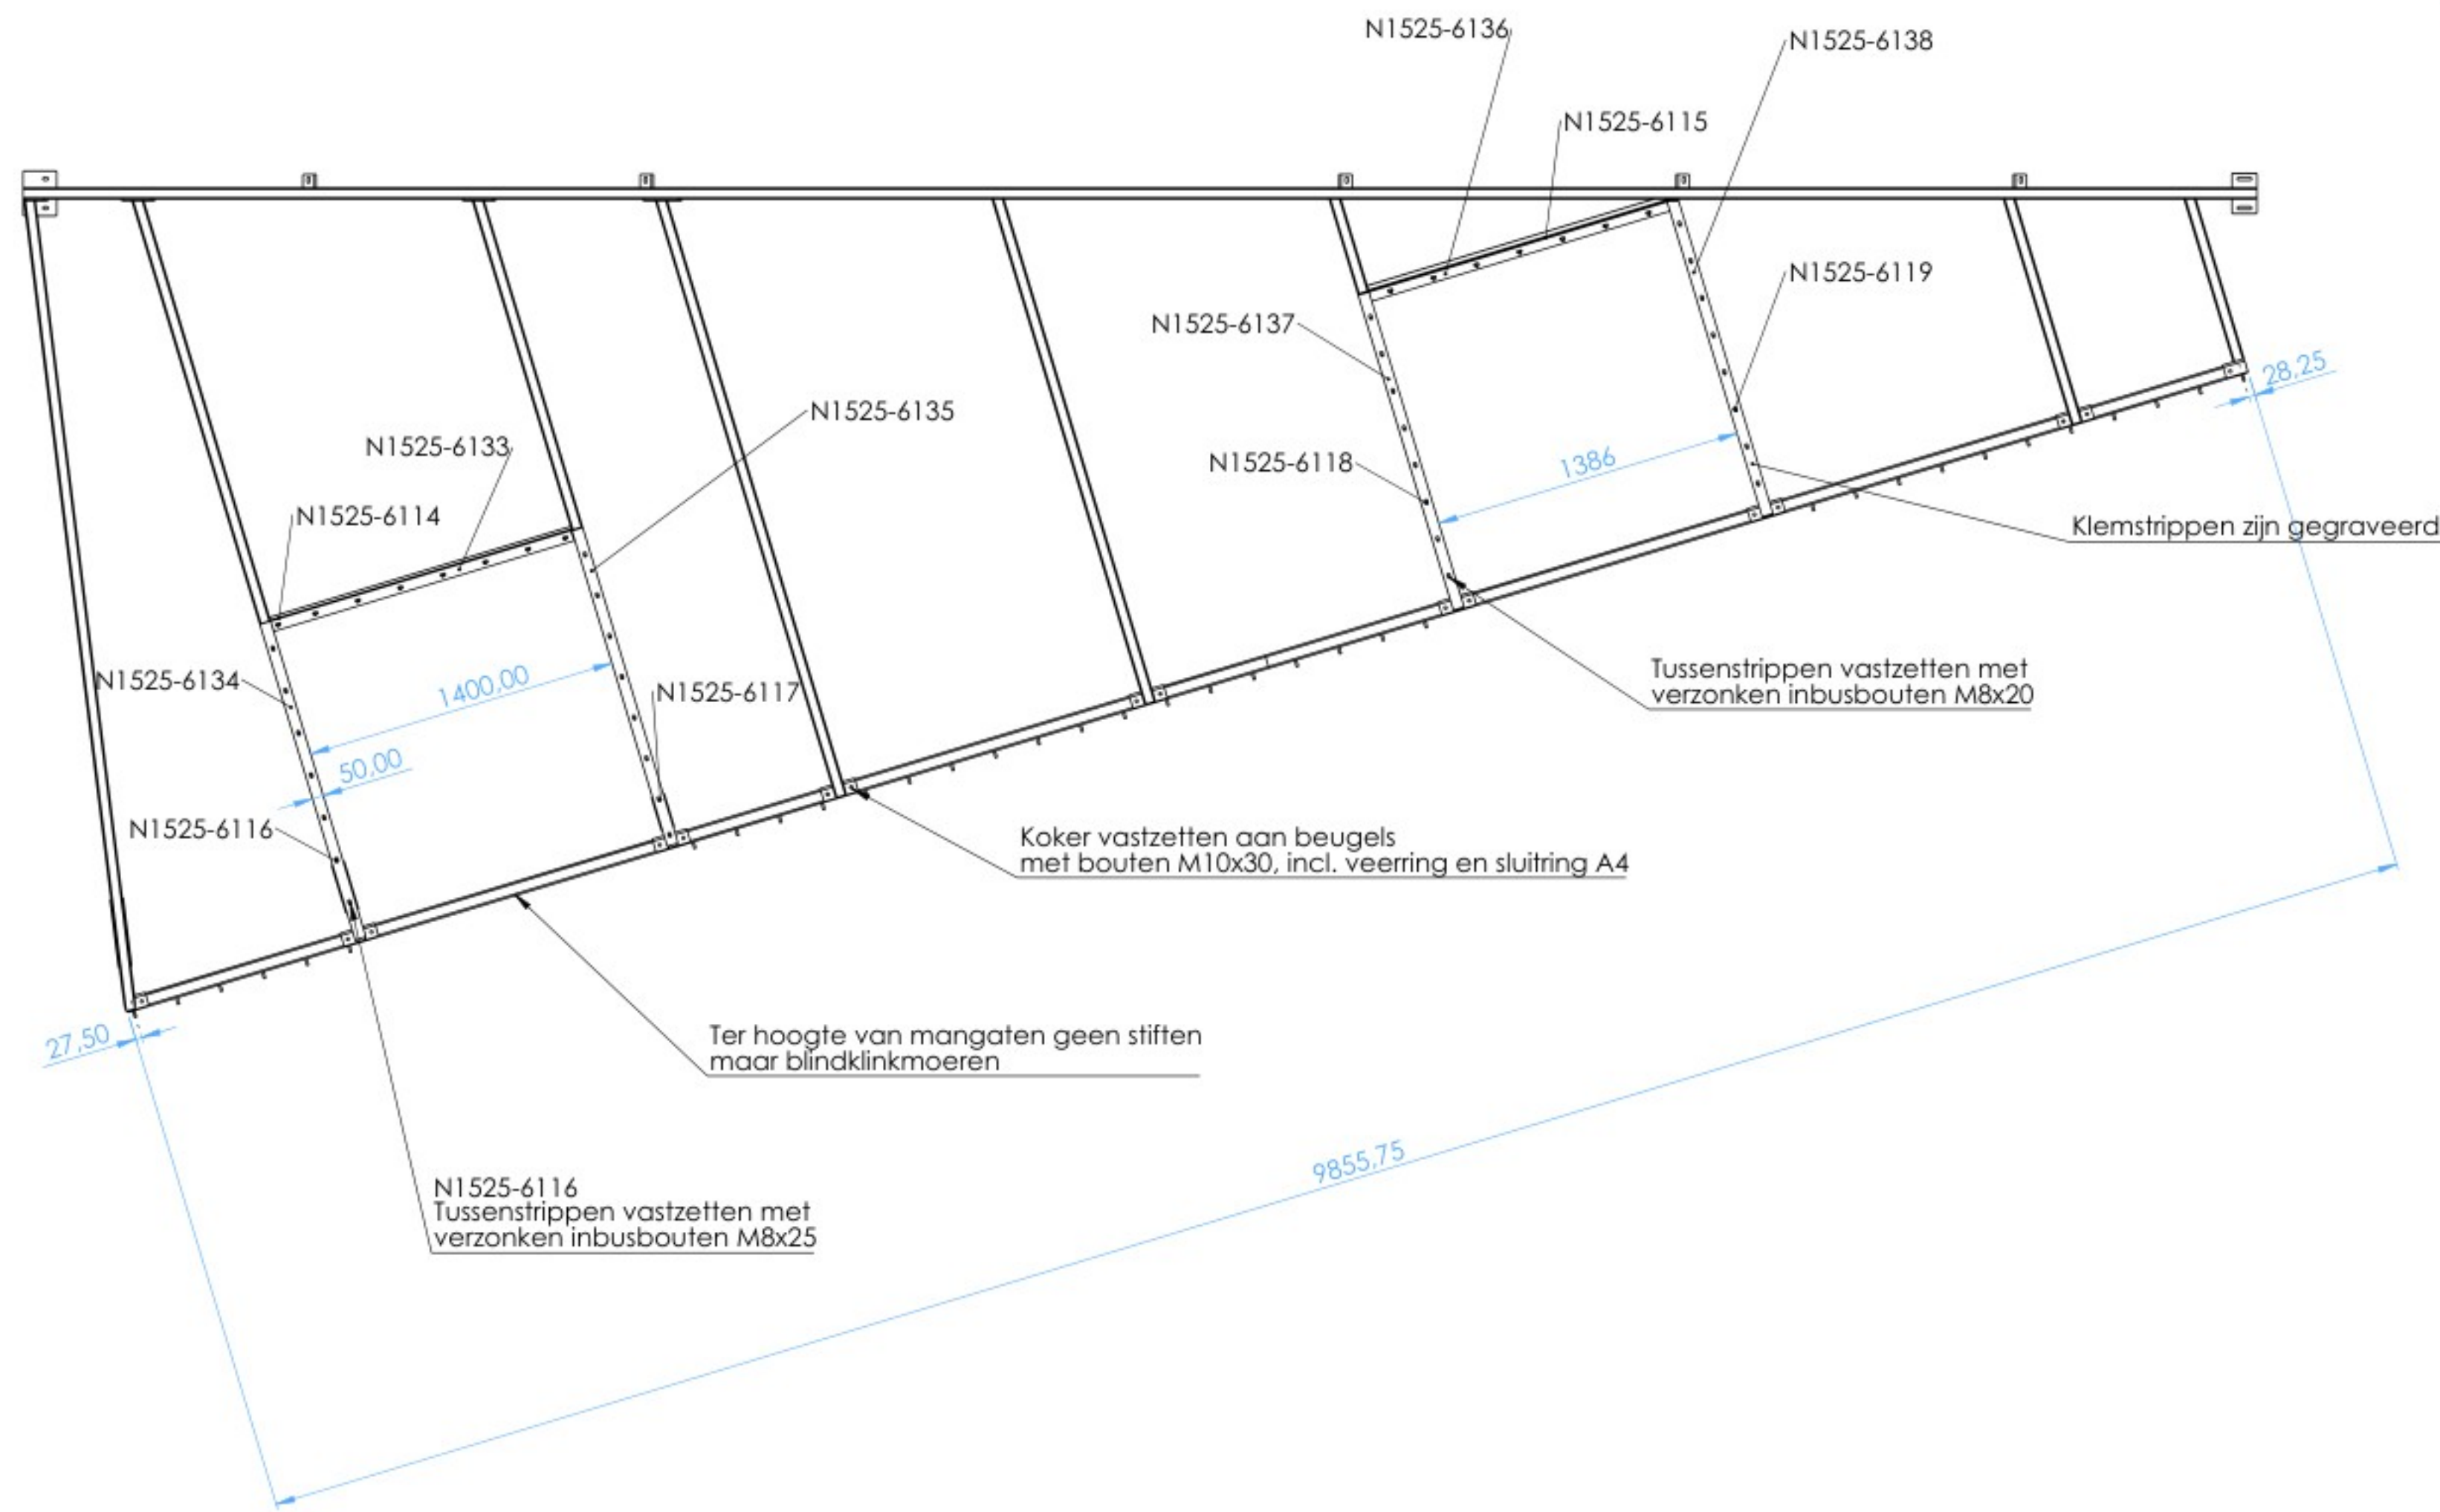 N1525-6136
N1525-6138
N1525-6115
N1525-6119
N1525-6137
28,25
N1525-6135
N1525-6133
N1525-6118
1386
N1525-6114
Klemstrippen zijn gegraveerd
N1525-6134
1400,00
N1525-6117
Tussenstrippen vastzetten met
verzonken inbusbouten M8x20
50,00
N1525-6116
Koker vastzetten aan beugels
met bouten M10x30, incl. veerring en sluitring A4
27,50
Ter hoogte van mangaten geen stiften
maar blindklinkmoeren
9855,75
N1525-6116
Tussenstrippen vastzetten met
verzonken inbusbouten M8x25